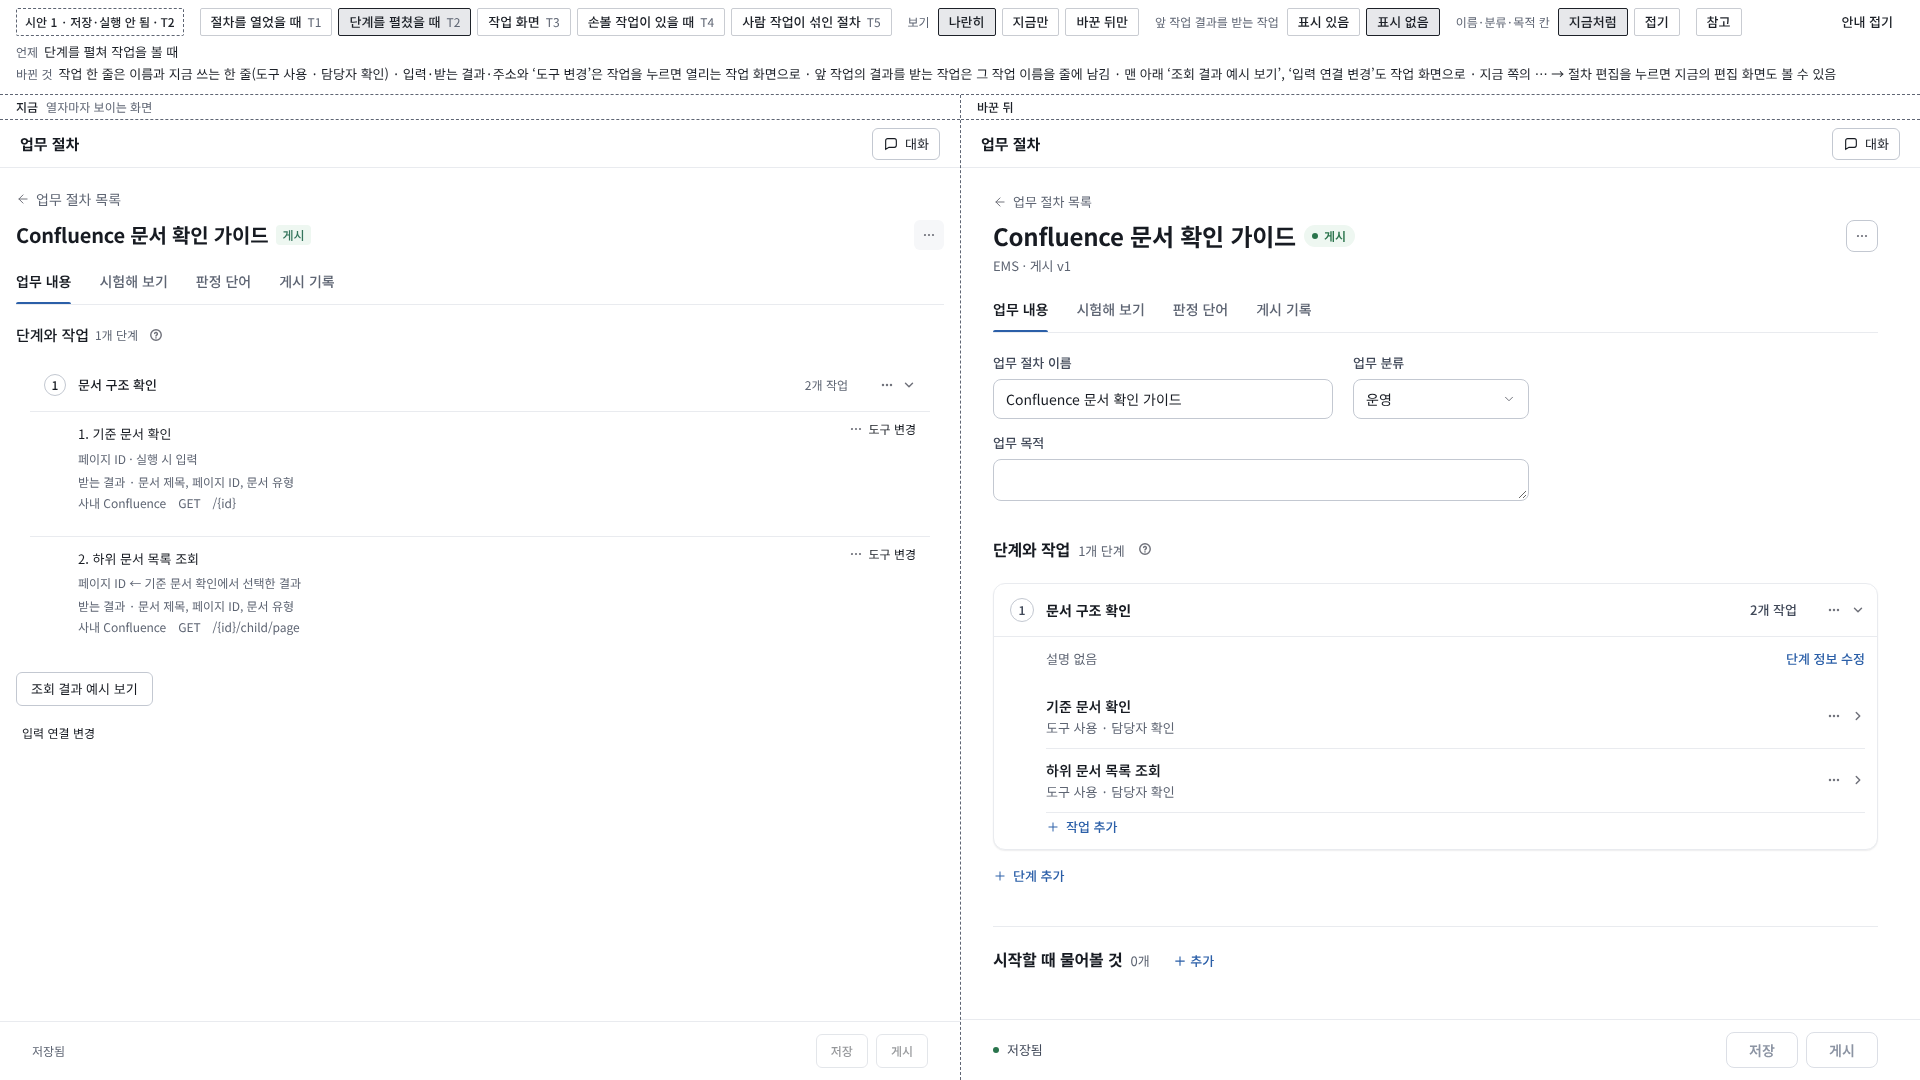 시안 1 · 저장·실행 안 됨 · T2 절차를 열었을 때 T1 단계를 펼쳤을 때 T2 작업 화면 T3 손볼 작업이 있을 때 T4 사람 작업이 섞인 절차 T5 보기 나란히 지금만 바꾼 뒤만 앞 작업 결과를 받는 작업 표시 있음 표시 없음 이름·분류·목적 칸 지금처럼 접기 참고 안내 접기
언제 단계를 펼쳐 작업을 볼 때
바뀐 것 작업 한 줄은 이름과 지금 쓰는 한 줄(도구 사용 · 담당자 확인) · 입력·받는 결과·주소와 ‘도구 변경’은 작업을 누르면 열리는 작업 화면으로 · 앞 작업의 결과를 받는 작업은 그 작업 이름을 줄에 남김 · 맨 아래 ‘조회 결과 예시 보기’, ‘입력 연결 변경’도 작업 화면으로 · 지금 쪽의 ⋯ → 절차 편집을 누르면 지금의 편집 화면도 볼 수 있음
지금 열자마자 보이는 화면
업무 절차
대화
← 업무 절차 목록
Confluence 문서 확인 가이드 게시
⋯
업무 내용 시험해 보기 판정 단어 게시 기록
단계와 작업 1개 단계
1 문서 구조 확인 2개 작업 ⋯
1. 기준 문서 확인 ⋯ 도구 변경
페이지 ID · 실행 시 입력
받는 결과 · 문서 제목, 페이지 ID, 문서 유형
사내 Confluence GET /{id}
2. 하위 문서 목록 조회 ⋯ 도구 변경
페이지 ID ← 기준 문서 확인에서 선택한 결과
받는 결과 · 문서 제목, 페이지 ID, 문서 유형
사내 Confluence GET /{id}/child/page
조회 결과 예시 보기
입력 연결 변경
저장됨 저장 게시
바꾼 뒤
업무 절차
대화
← 업무 절차 목록
Confluence 문서 확인 가이드 게시
⋯
EMS · 게시 v1
업무 내용 시험해 보기 판정 단어 게시 기록
업무 절차 이름 업무 분류
Confluence 문서 확인 가이드 운영
업무 목적
단계와 작업 1개 단계
1 문서 구조 확인 2개 작업 ⋯
설명 없음 단계 정보 수정
기준 문서 확인
도구 사용 · 담당자 확인 ⋯
하위 문서 목록 조회
도구 사용 · 담당자 확인 ⋯
+ 작업 추가
+ 단계 추가
시작할 때 물어볼 것 0개 + 추가
저장됨 저장 게시